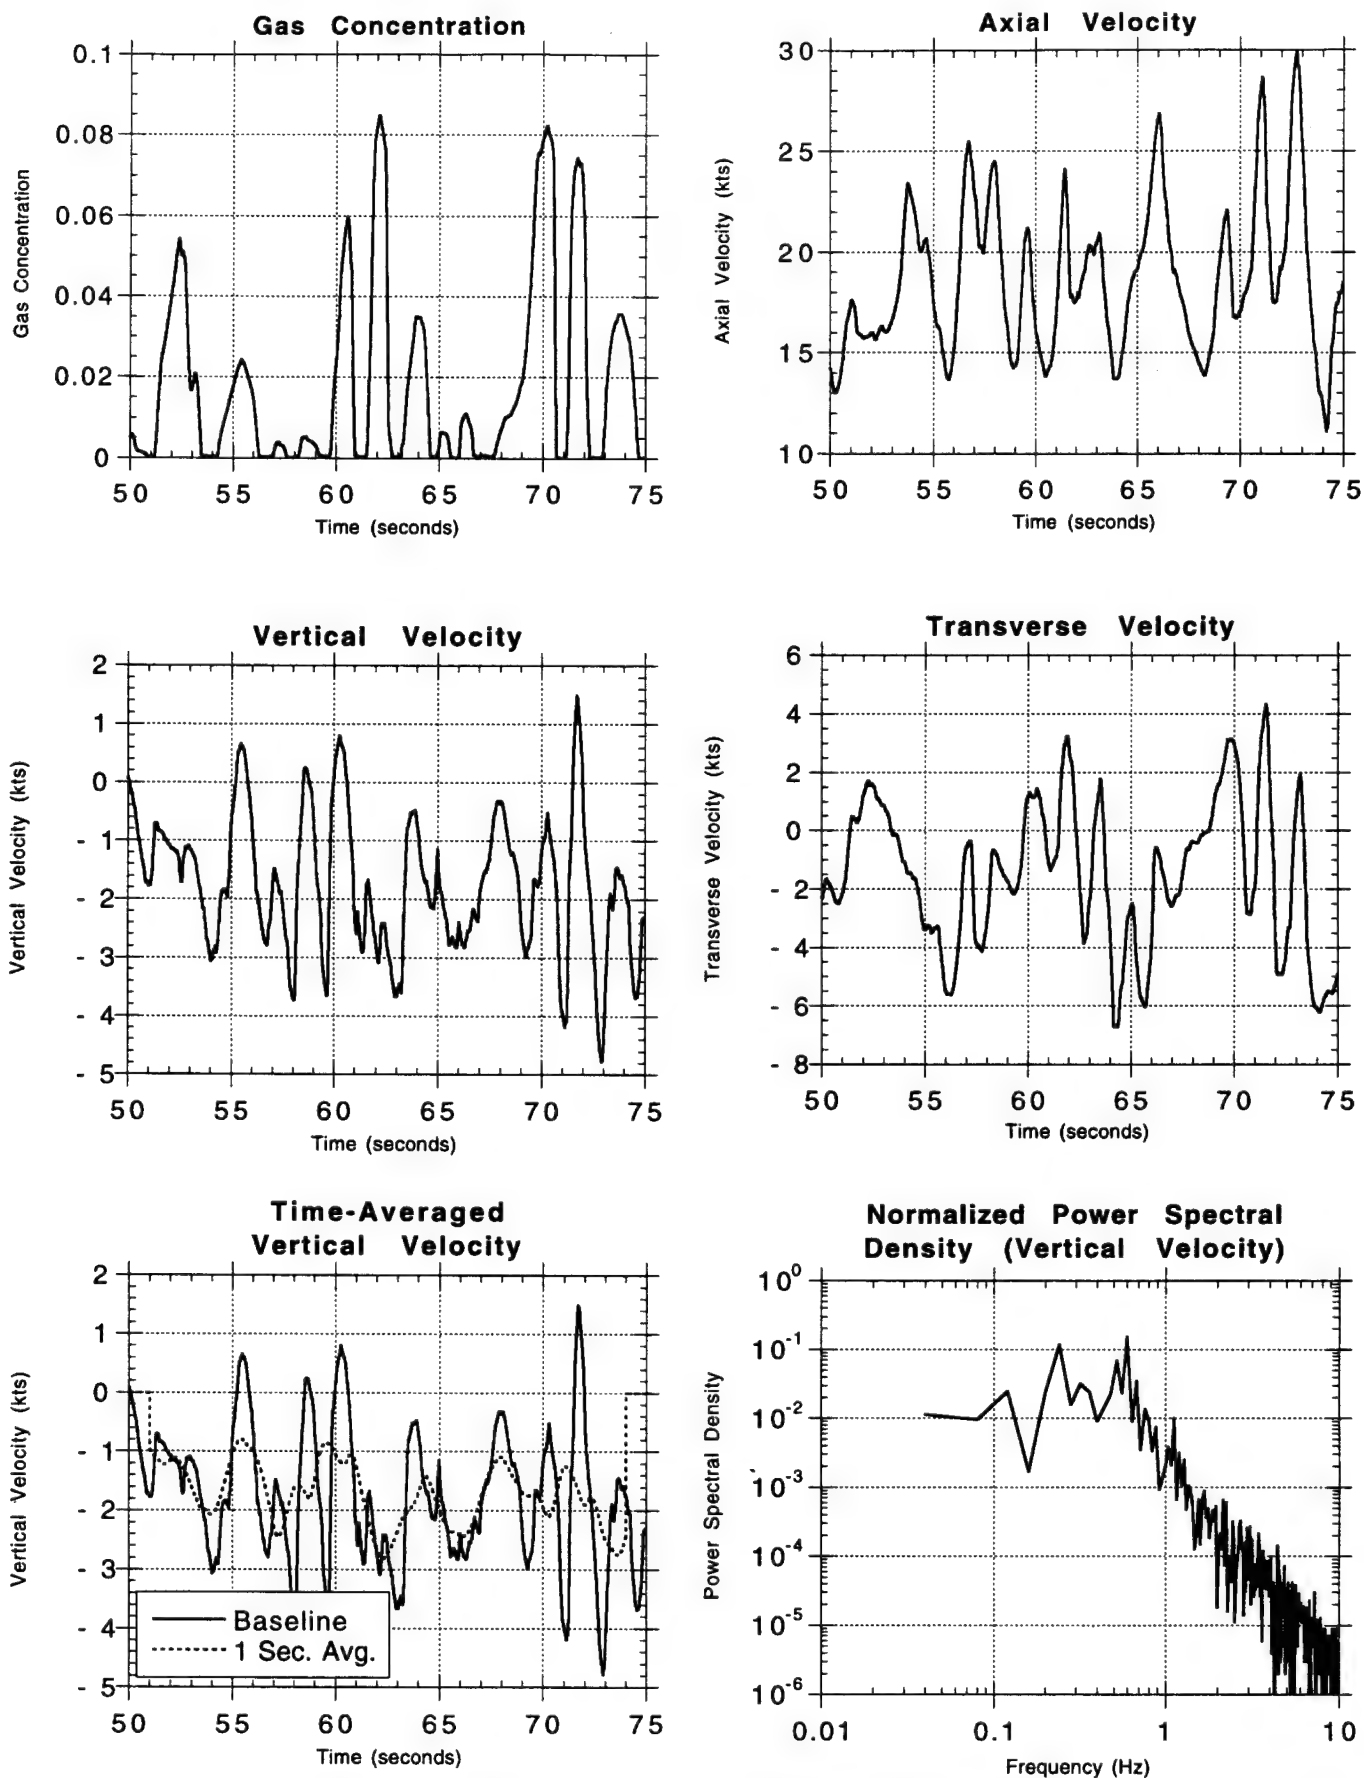 Gas Concentration
0.1
0.08
0.06
0.04
0.02
0
Gas Concentration
50 55 60 65 70 75
Time (seconds)
Axial Velocity
30
25
20
15
10
Axial Velocity (kts)
50 55 60 65 70 75
Time (seconds)
Vertical Velocity
2
1
0
- 1
- 2
- 3
- 4
- 5
Vertical Velocity (kts)
50 55 60 65 70 75
Time (seconds)
Transverse Velocity
6
4
2
0
- 2
- 4
- 6
- 8
Transverse Velocity (kts)
50 55 60 65 70 75
Time (seconds)
Time-Averaged
Vertical Velocity
2
1
0
- 1
- 2
- 3
- 4
- 5
Vertical Velocity (kts)
Baseline
1 Sec. Avg.
50 55 60 65 70 75
Time (seconds)
Normalized Power Spectral
Density (Vertical Velocity)
10⁰
10⁻¹
10⁻²
10⁻³
10⁻⁴
10⁻⁵
10⁻⁶
Power Spectral Density
0.01 0.1 1 10
Frequency (Hz)